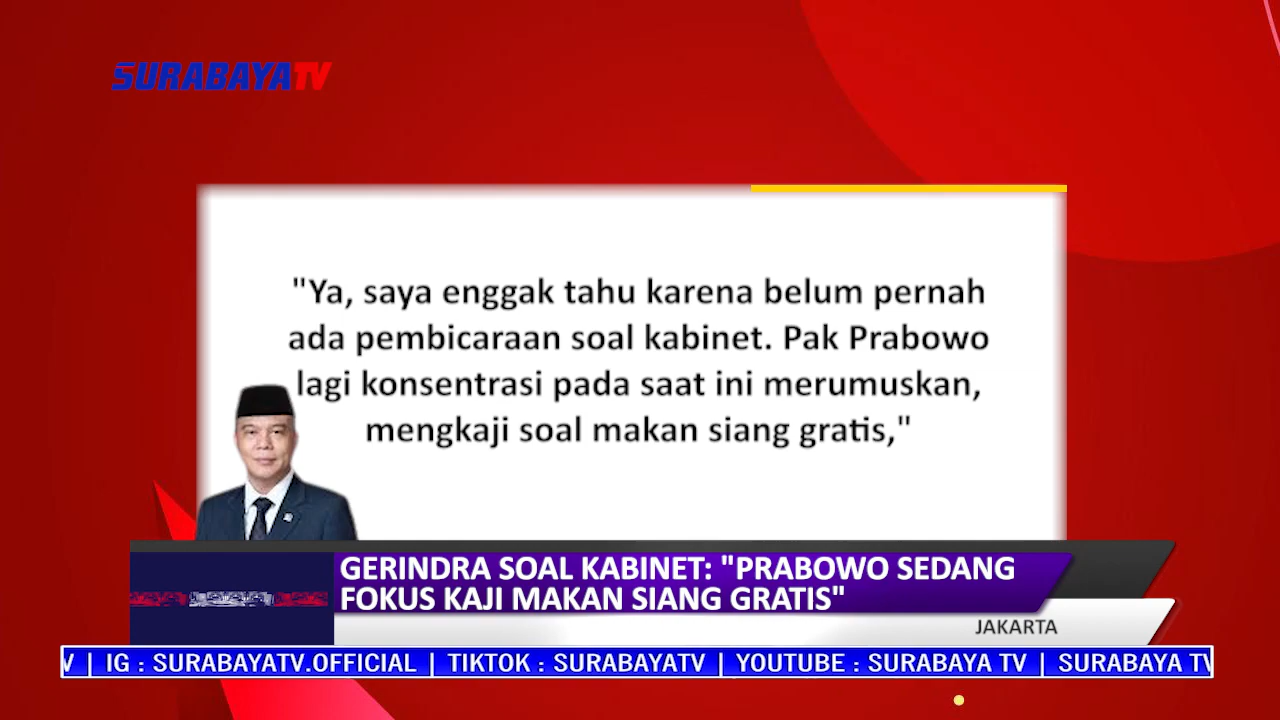 SURABAYATV
"Ya, saya enggak tahu karena belum pernah
ada pembicaraan soal kabinet. Pak Prabowo
lagi konsentrasi pada saat ini merumuskan,
mengkaji soal makan siang gratis,"
GERINDRA SOAL KABINET: "PRABOWO SEDANG
FOKUS KAJI MAKAN SIANG GRATIS"
JAKARTA
V | IG : SURABAYATV.OFFICIAL | TIKTOK : SURABAYATV | YOUTUBE : SURABAYA TV | SURABAYA TV